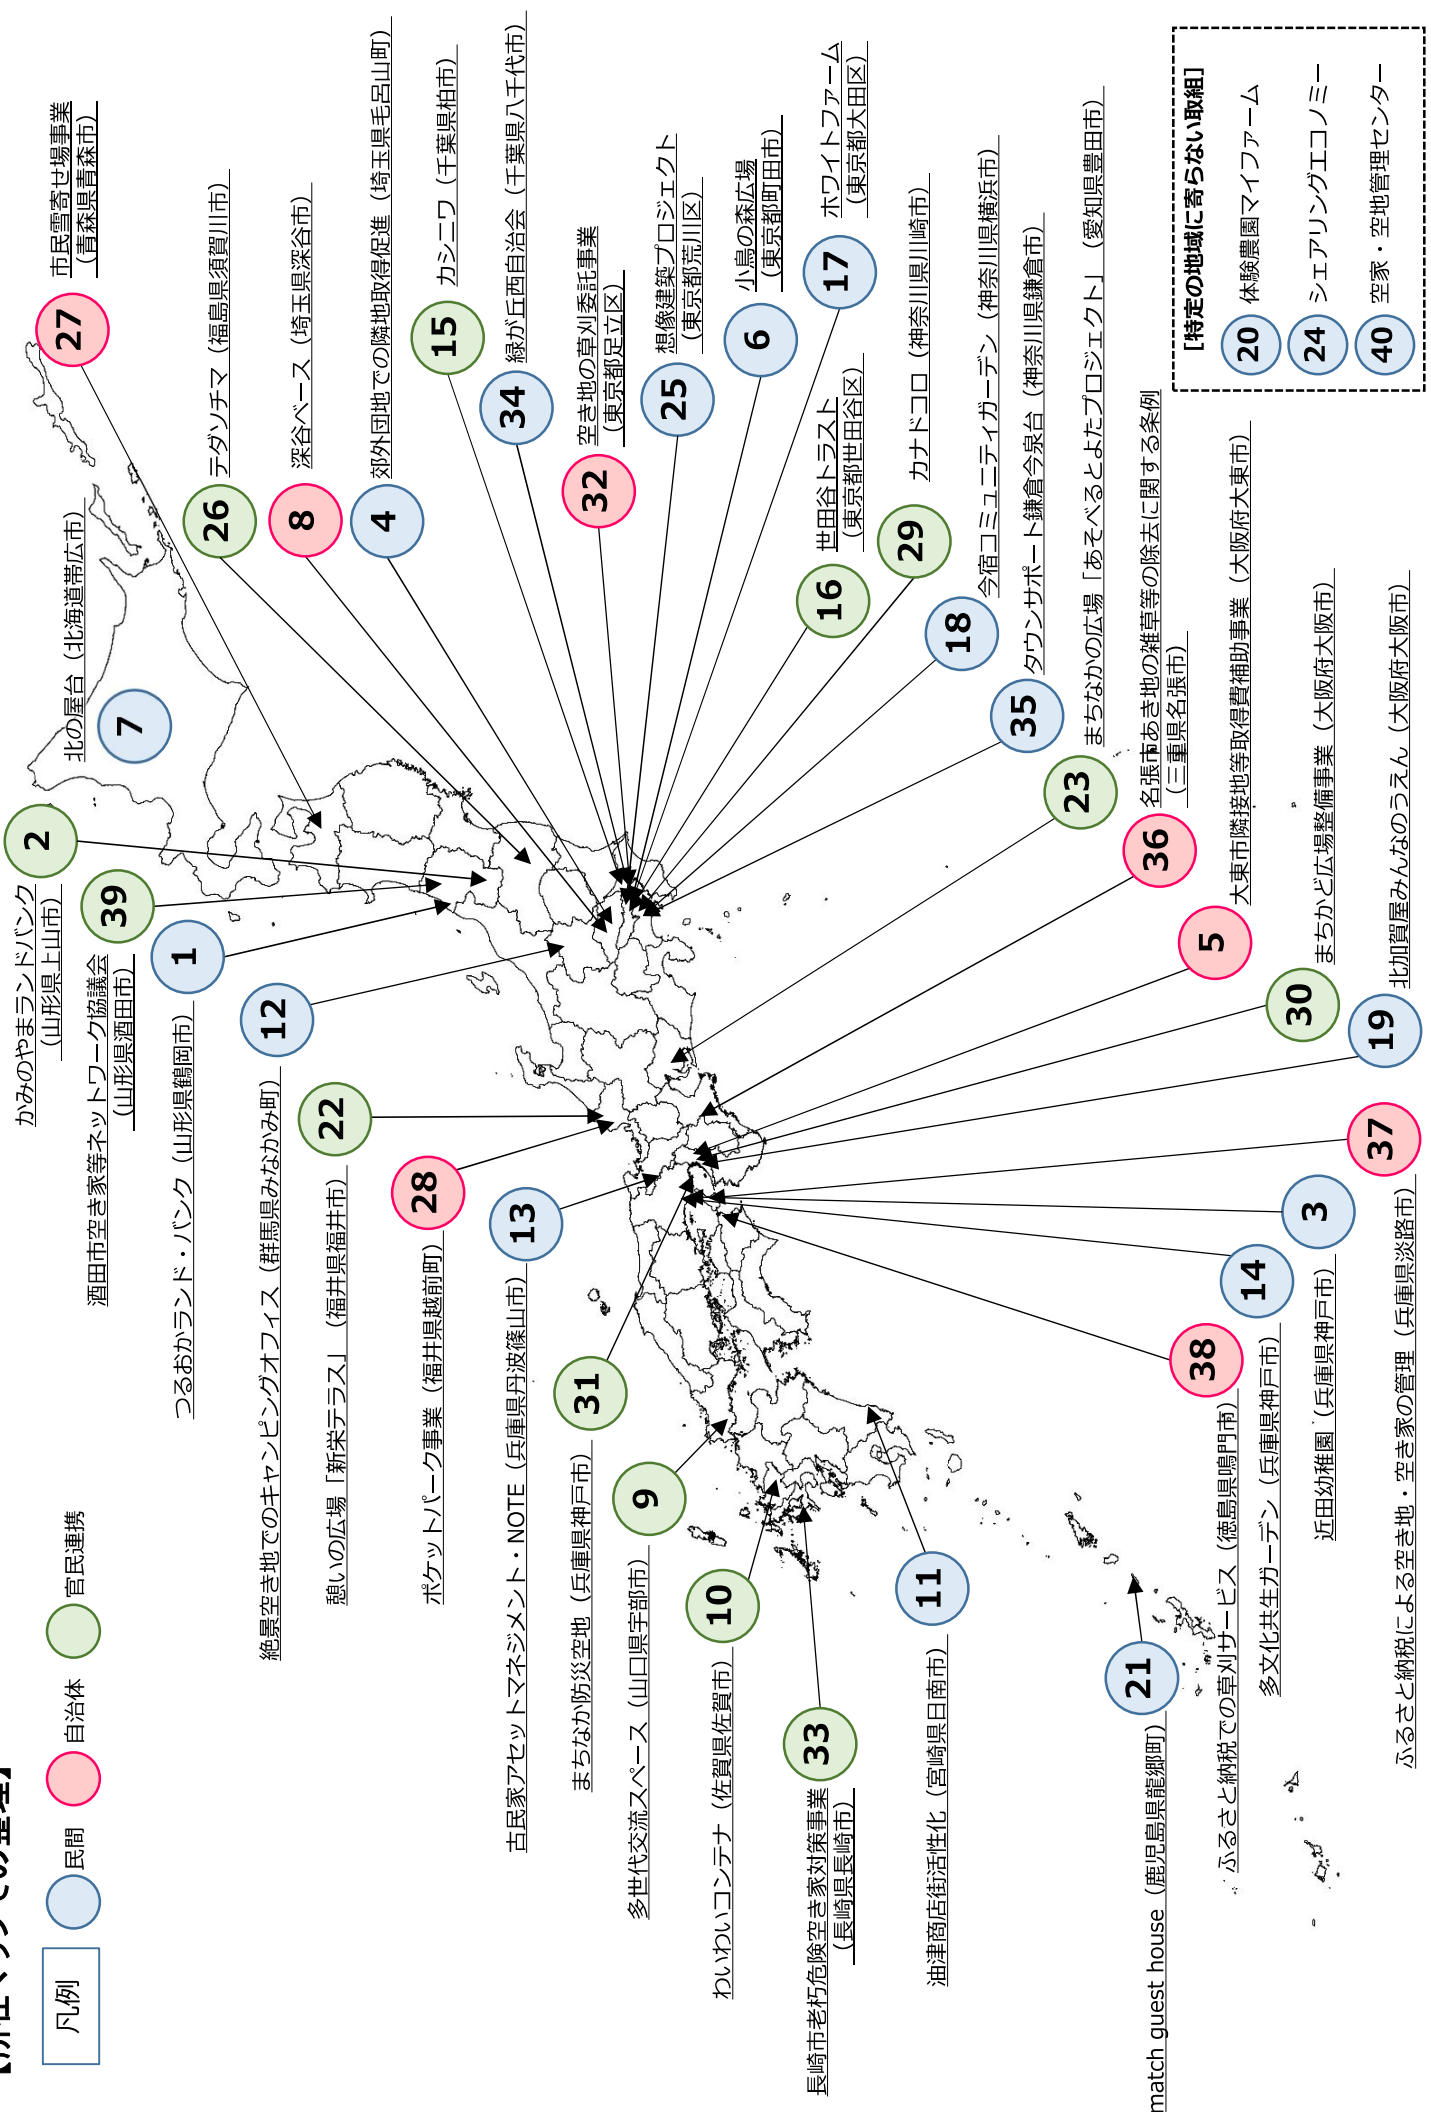 【所在マップでの整理】
凡例
民間
自治体
官民連携
2
かみのやまランドバンク
（山形県上山市）
39
酒田市空き家等ネットワーク協議会
（山形県酒田市）
1
つるおかランド・バンク（山形県鶴岡市）
12
絶景空き地でのキャンピングオフィス（群馬県みなかみ町）
22
憩いの広場「新栄テラス」（福井県福井市）
28
ポケットパーク事業（福井県越前町）
13
古民家アセットマネジメント・NOTE（兵庫県丹波篠山市）
31
まちなか防災空地（兵庫県神戸市）
9
多世代交流スペース（山口県宇部市）
10
わいわいコンテナ（佐賀県佐賀市）
33
長崎市老朽危険空き家対策事業
（長崎県長崎市）
11
油津商店街活性化（宮崎県日南市）
21
match guest house（鹿児島県龍郷町）
27
市民雪寄せ場事業
（青森県青森市）
7
北の屋台（北海道帯広市）
26
テダソチマ（福島県須賀川市）
8
深谷ベース（埼玉県深谷市）
4
郊外団地での隣地取得促進（埼玉県毛呂山町）
15
カシニワ（千葉県柏市）
34
緑が丘西自治会（千葉県八千代市）
32
空き地の草刈委託事業
（東京都足立区）
25
想像建築プロジェクト
（東京都荒川区）
6
小鳥の森広場
（東京都町田市）
17
ホワイトファーム
（東京都大田区）
16
世田谷トラスト
（東京都世田谷区）
29
カナドコロ（神奈川県川崎市）
18
今宿コミュニティガーデン（神奈川県横浜市）
35
タウンサポート鎌倉今泉台（神奈川県鎌倉市）
23
まちなかの広場「あそべるとよたプロジェクト」（愛知県豊田市）
36
名張市あき地の雑草等の除去に関する条例
（三重県名張市）
5
大東市隣接地等取得費補助事業（大阪府大東市）
30
まちかど広場整備事業（大阪府大阪市）
19
北加賀屋みんなのうえん（大阪府大阪市）
37
ふるさと納税による空き地・空き家の管理（兵庫県淡路市）
3
近田幼稚園（兵庫県神戸市）
14
多文化共生ガーデン（兵庫県神戸市）
38
ふるさと納税での草刈サービス（徳島県鳴門市）
[特定の地域に寄らない取組]
20
体験農園マイファーム
24
シェアリングエコノミー
40
空家・空地管理センター